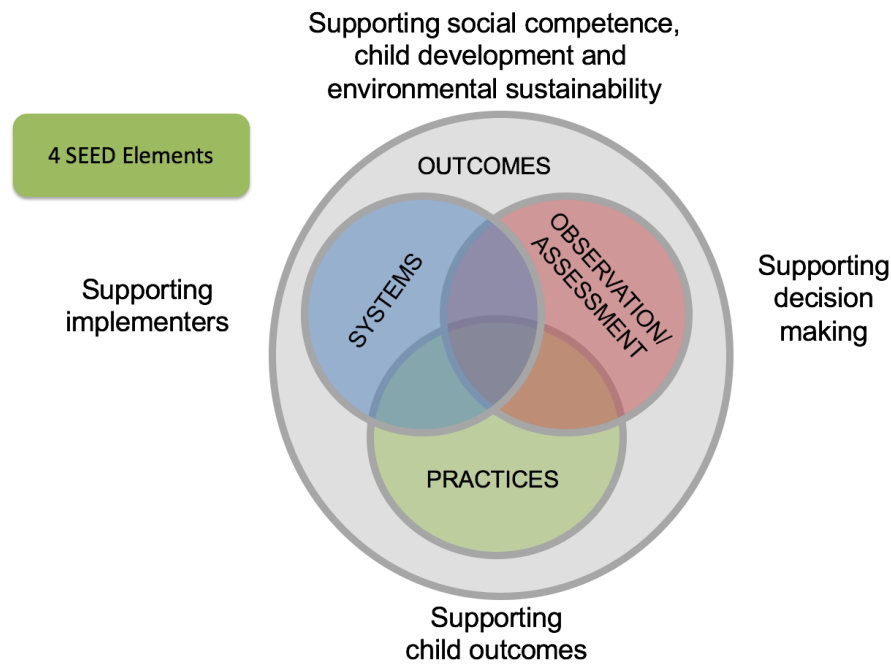 Supporting social competence,
child development and
environmental sustainability
4 SEED Elements
OUTCOMES
SYSTEMS
OBSERVATION/
ASSESSMENT
Supporting
implementers
Supporting
decision
making
PRACTICES
Supporting
child outcomes